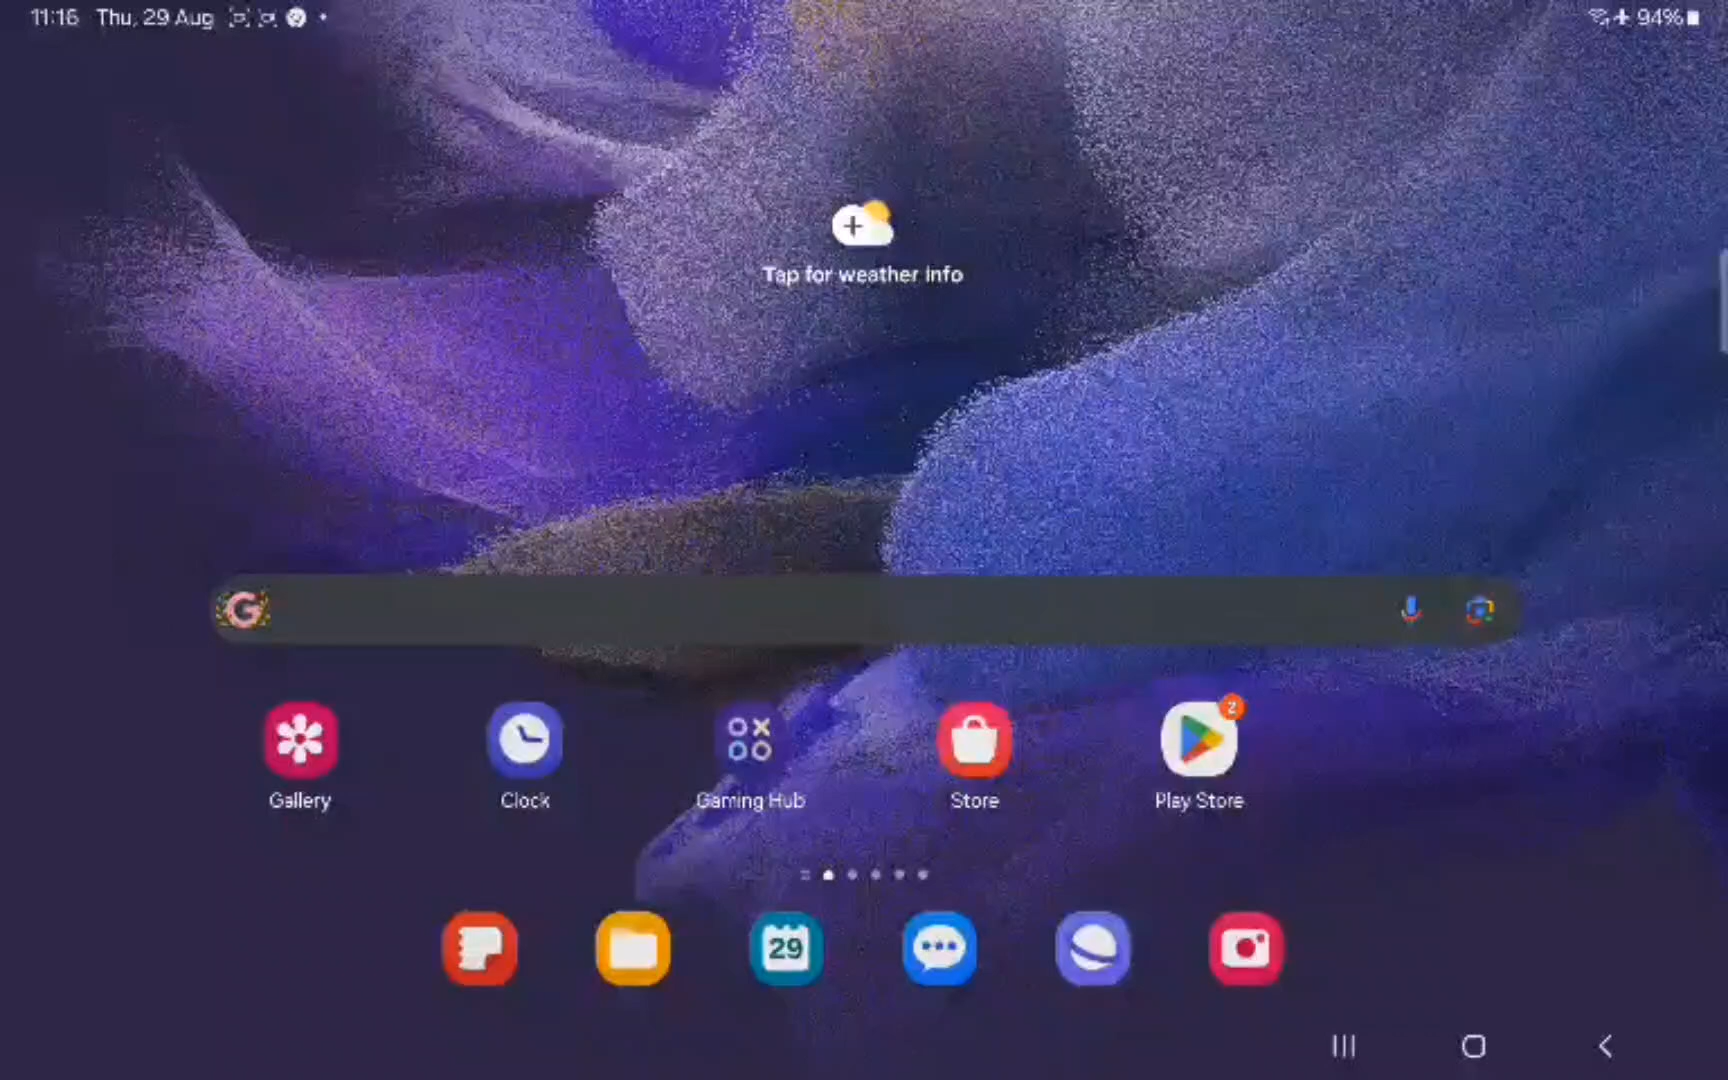 11:16 Thu, 29 Aug
94%
Tap for weather info
G
2
Gallery
Clock
Gaming Hub
Store
Play Store
29